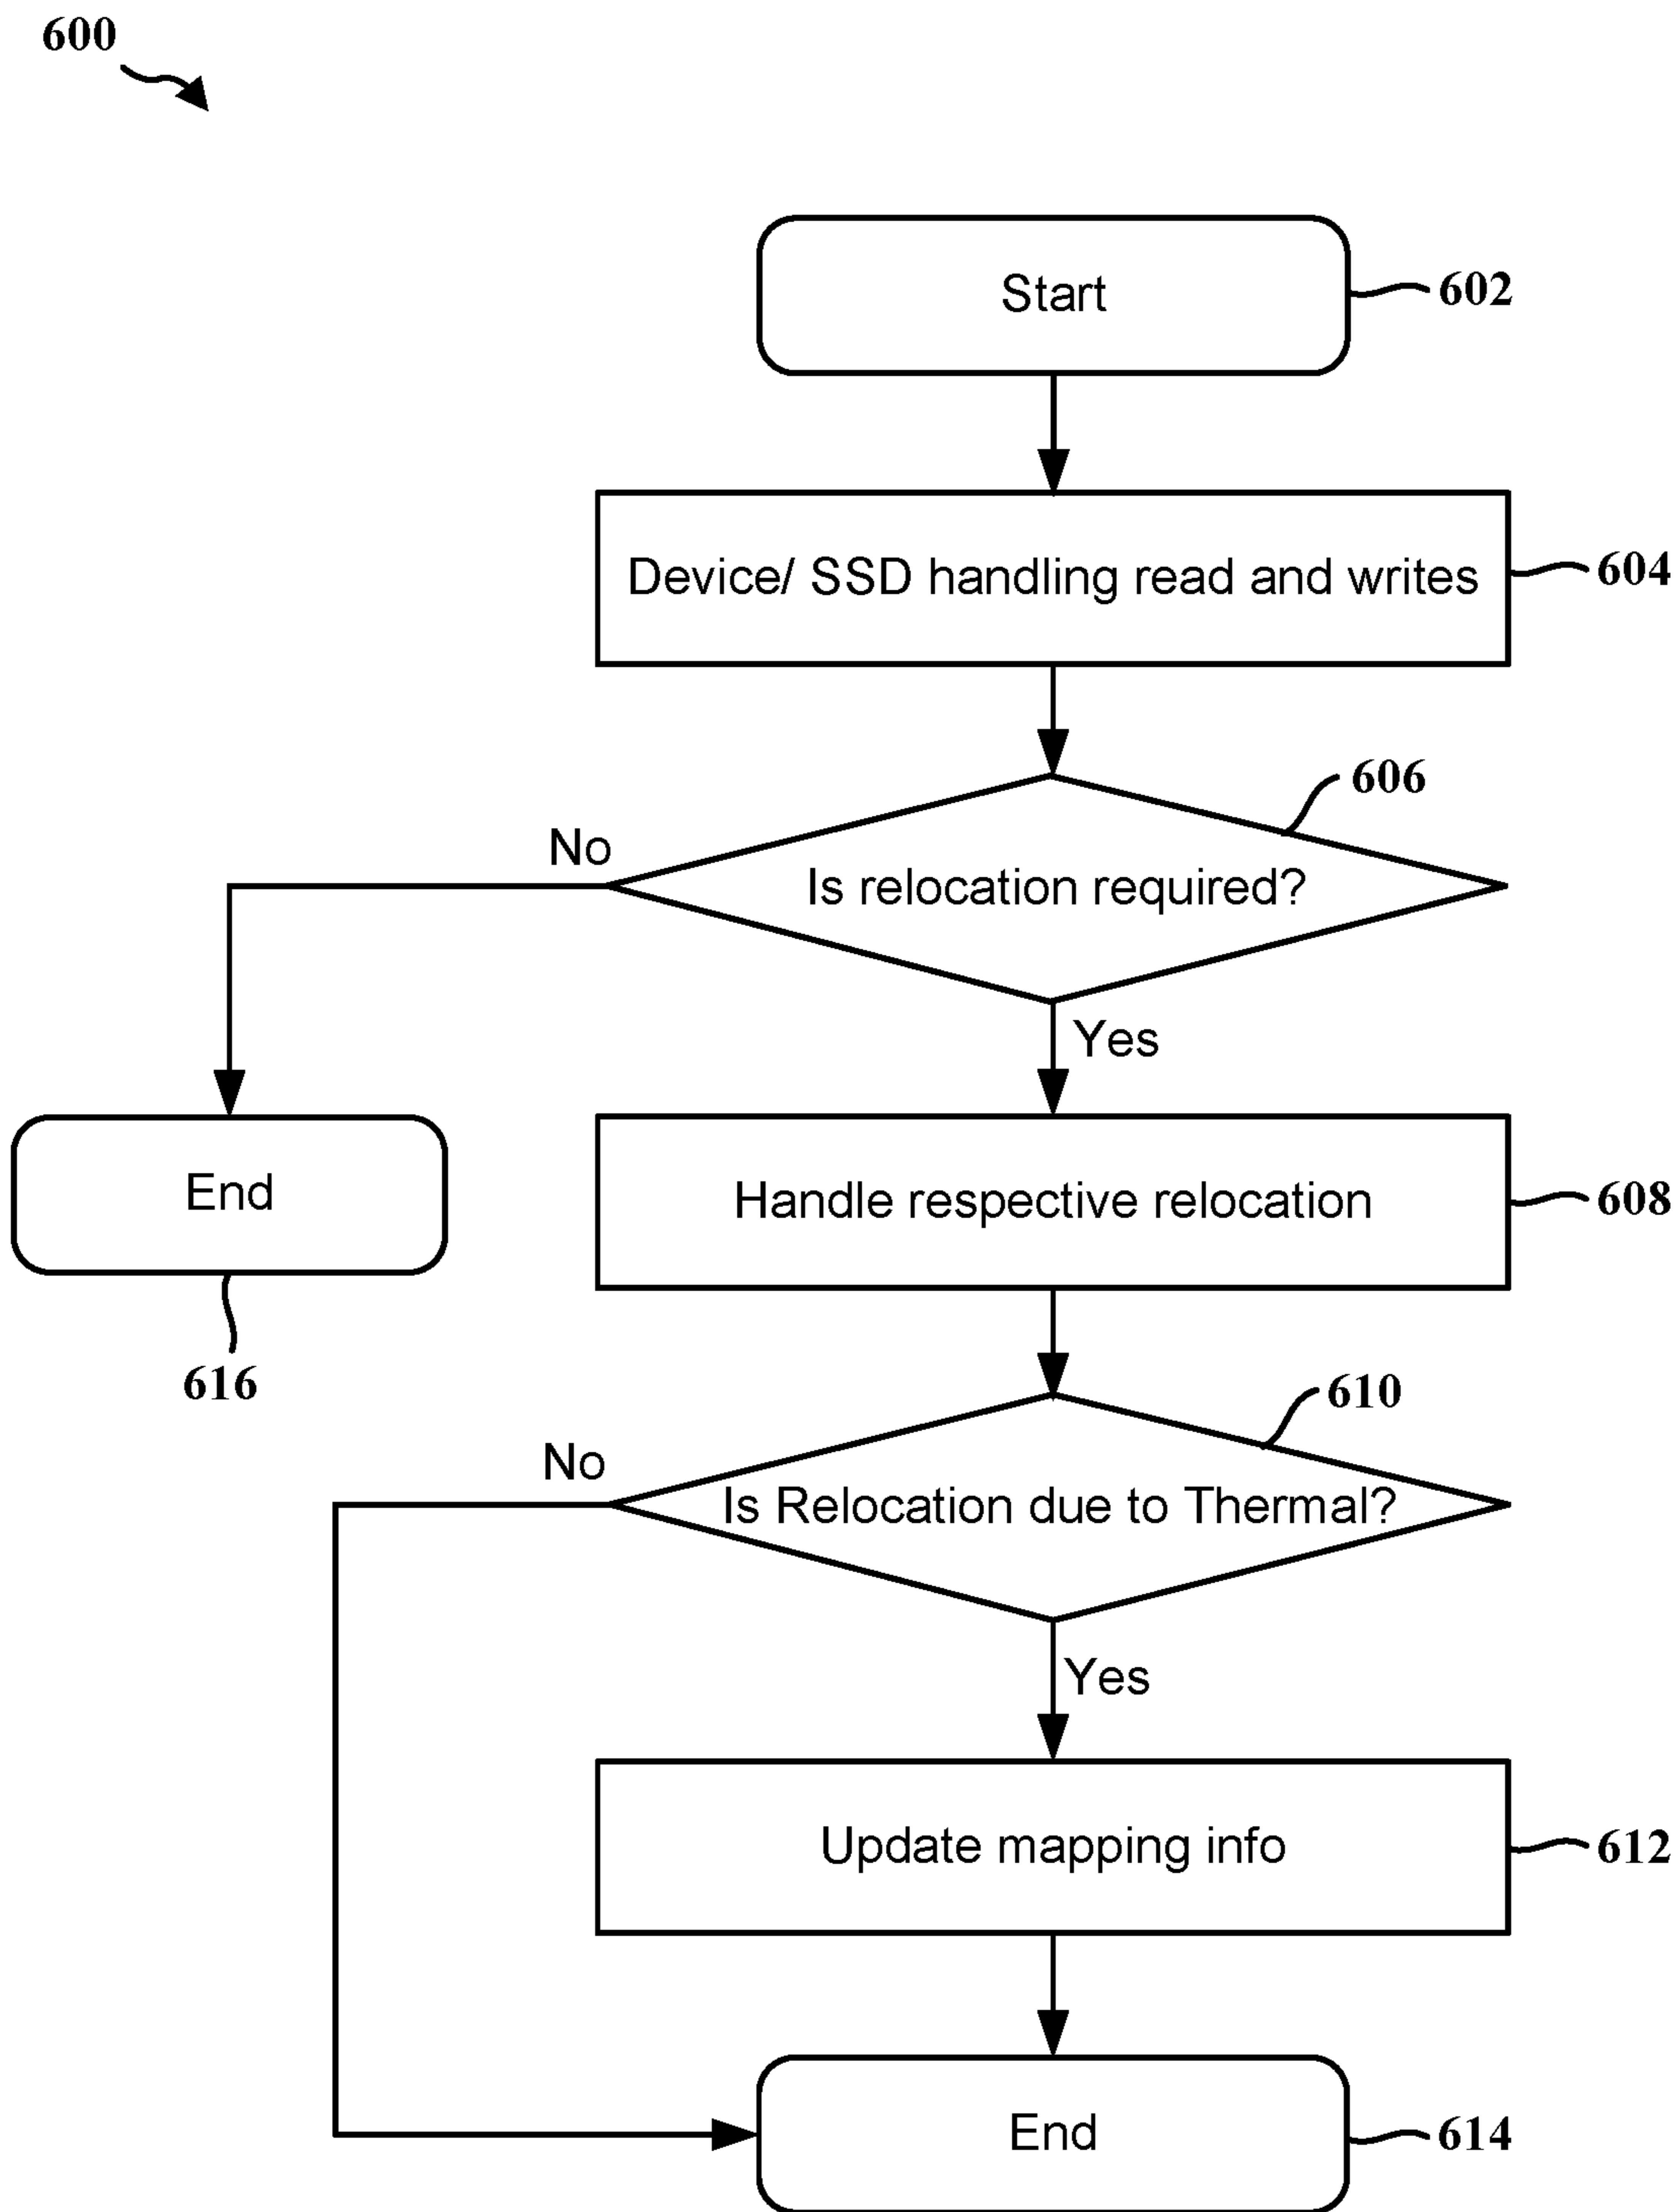 600
Start
602
Device/ SSD handling read and writes
604
606
No
Is relocation required?
Yes
End
616
Handle respective relocation
608
610
No
Is Relocation due to Thermal?
Yes
Update mapping info
612
End
614